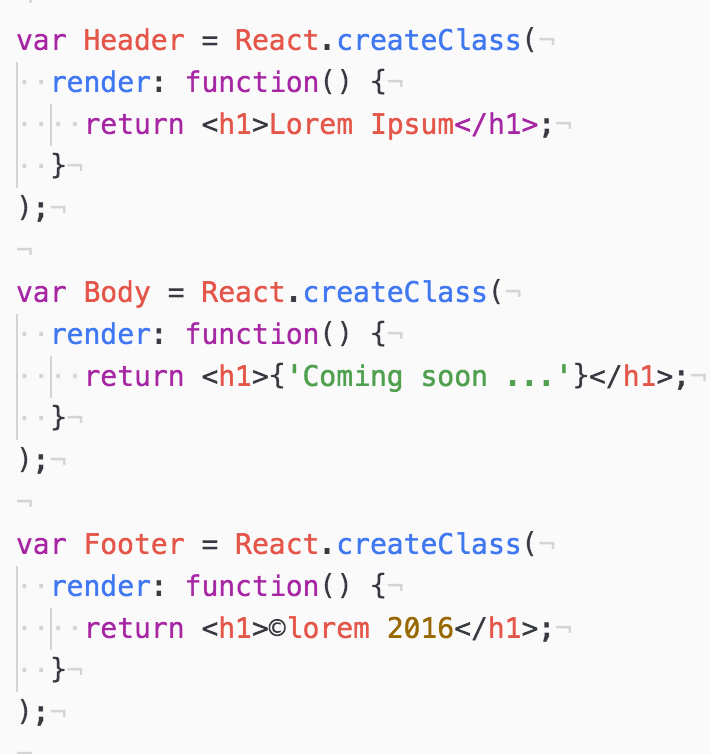 var Header = React.createClass(
  render: function() {
    return <h1>Lorem Ipsum</h1>;
  }
);

var Body = React.createClass(
  render: function() {
    return <h1>{'Coming soon ...'}</h1>;
  }
);

var Footer = React.createClass(
  render: function() {
    return <h1>©lorem 2016</h1>;
  }
);